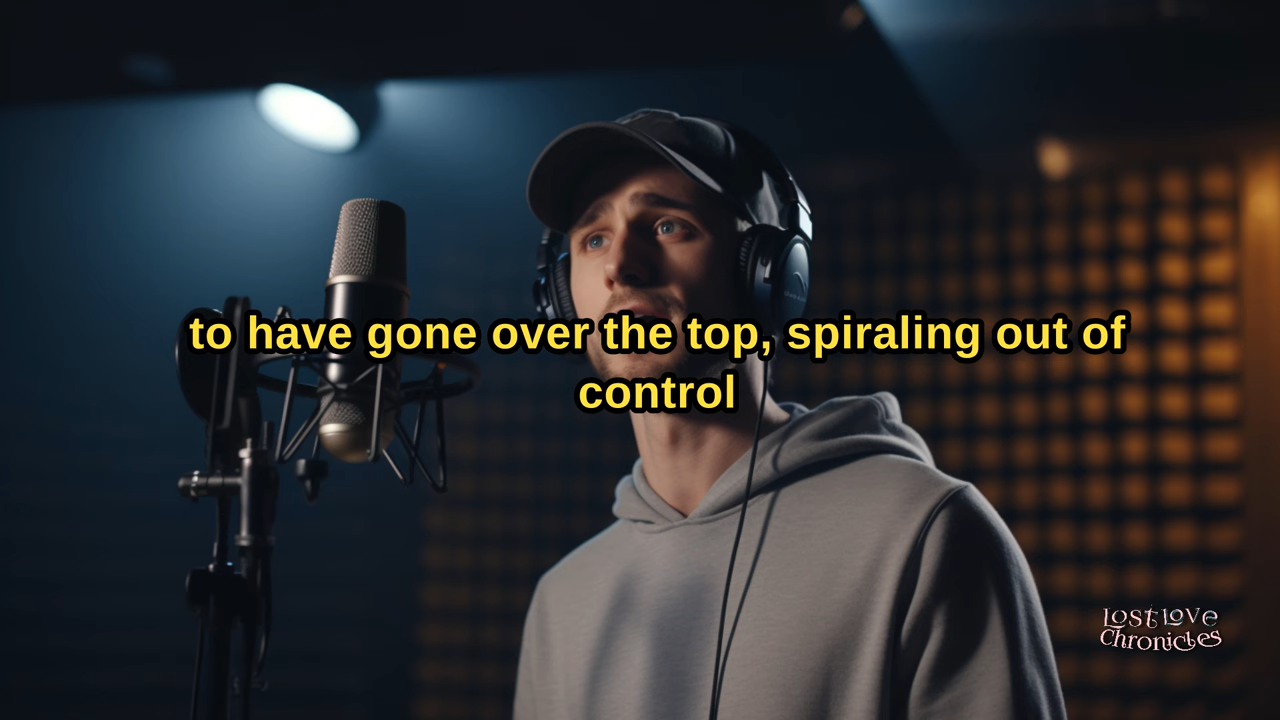 to have gone over the top, spiraling out of
control
Lost Love
Chronicles